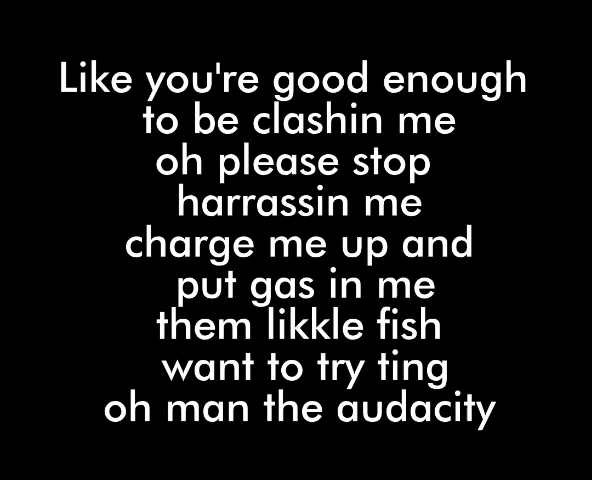 Like you're good enough
to be clashin me
oh please stop
harrassin me
charge me up and
put gas in me
them likkle fish
want to try ting
oh man the audacity